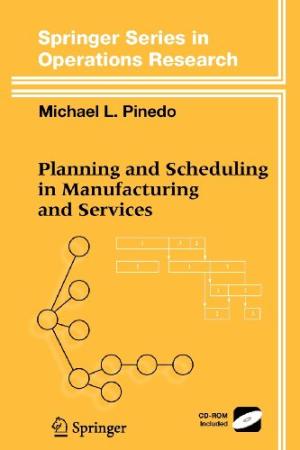 Springer Series in
Operations Research
Michael L. Pinedo
Planning and Scheduling
in Manufacturing
and Services
CD-ROM
Included
Springer